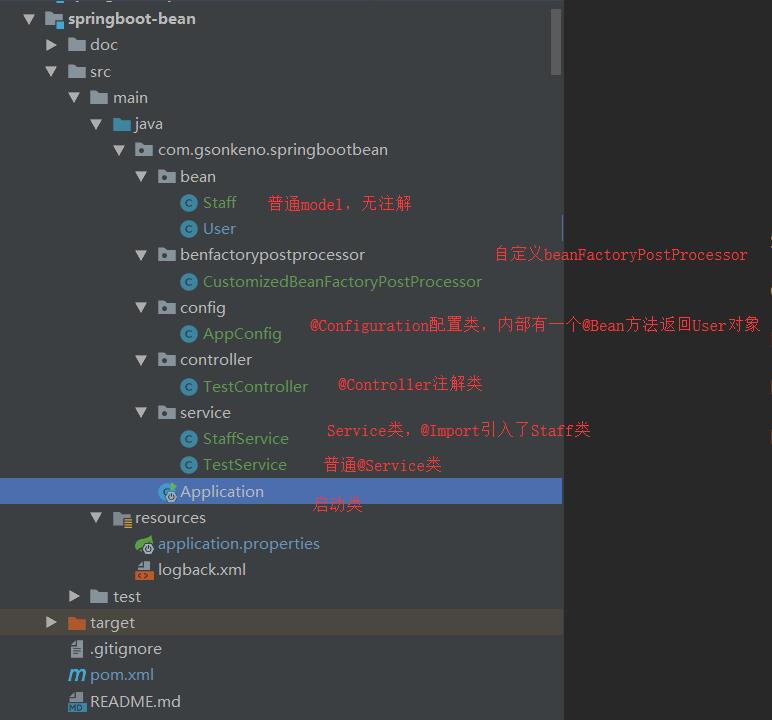 springboot-bean
doc
src
main
java
com.gsonkeno.springbootbean
bean
Staff 普通model，无注解
User
benfactorypostprocessor 自定义beanFactoryPostProcessor
CustomizedBeanFactoryPostProcessor
config
AppConfig @Configuration配置类，内部有一个@Bean方法返回User对象
controller
TestController @Controller注解类
service
StaffService Service类，@Import引入了Staff类
TestService 普通@Service类
Application 启动类
resources
application.properties
logback.xml
test
target
.gitignore
pom.xml
README.md